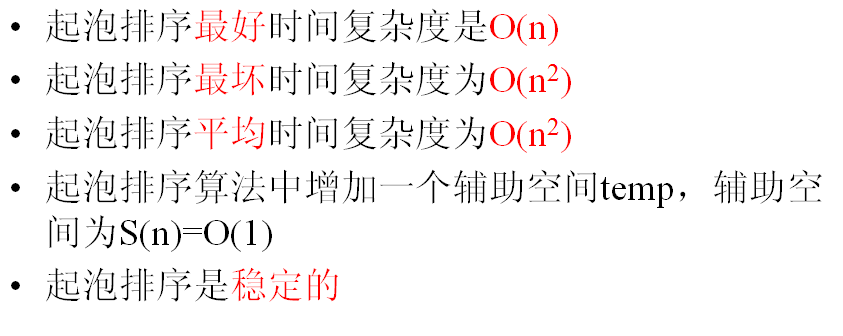 • 起泡排序最好时间复杂度是O(n)
• 起泡排序最坏时间复杂度为O(n²)
• 起泡排序平均时间复杂度为O(n²)
• 起泡排序算法中增加一个辅助空间temp，辅助空
间为S(n)=O(1)
• 起泡排序是稳定的